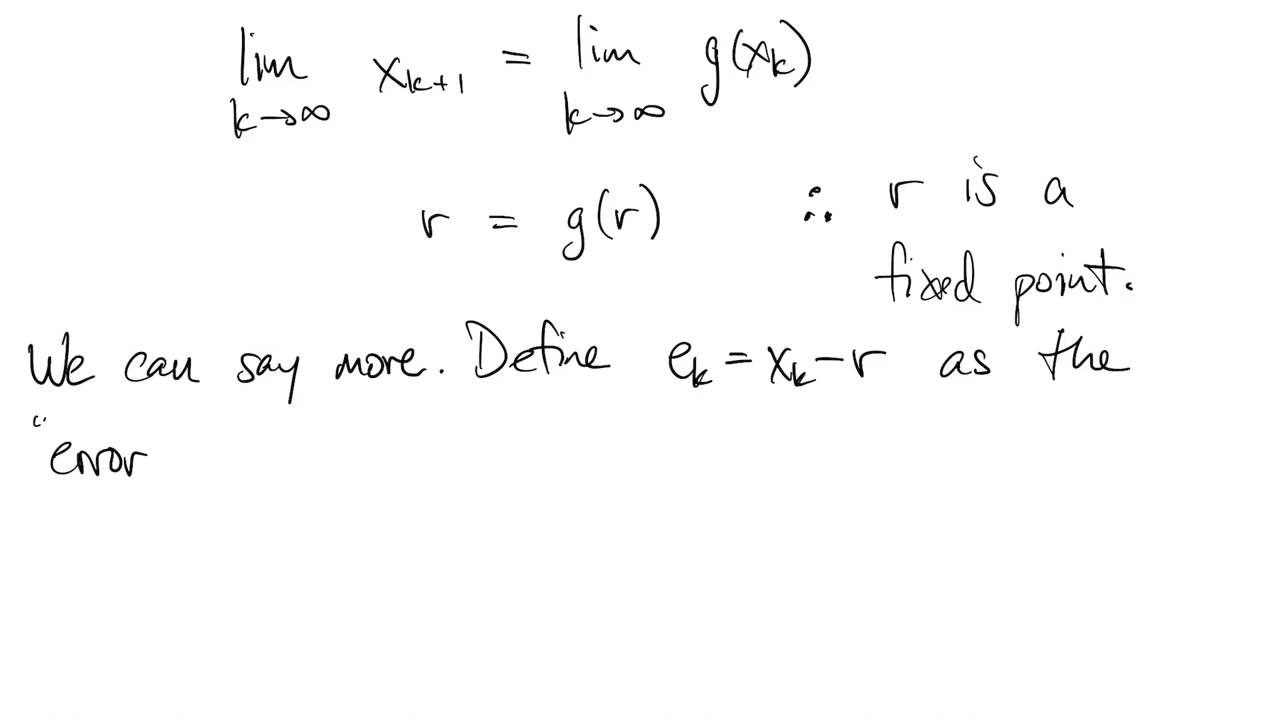 lim x_{k+1} = lim g(x_k)
k→∞ k→∞
r = g(r) ∴ r is a
fixed point.
We can say more. Define e_k = x_k − r as the
error